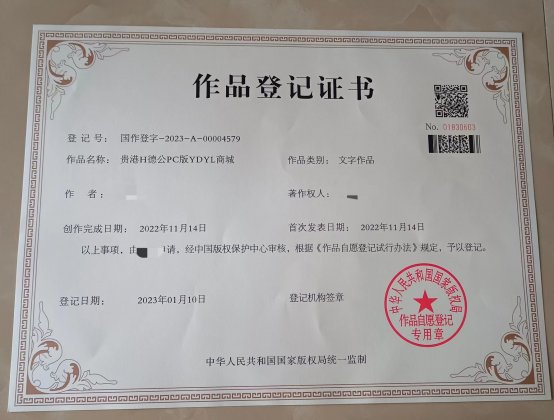 作品登记证书
No. 01830603
登 记 号： 国作登字-2023-A-00004579
作品名称： 贵港H德公PC版YDYL商城 作品类别： 文字作品
作 者： 著作权人：
创作完成日期： 2022年11月14日 首次发表日期： 2022年11月14日
以上事项，由 申请，经中国版权保护中心审核，根据《作品自愿登记试行办法》规定，予以登记。
登记日期： 2023年01月10日 登记机构签章
中华人民共和国国家版权局
作品自愿登记
专用章
中华人民共和国国家版权局统一监制